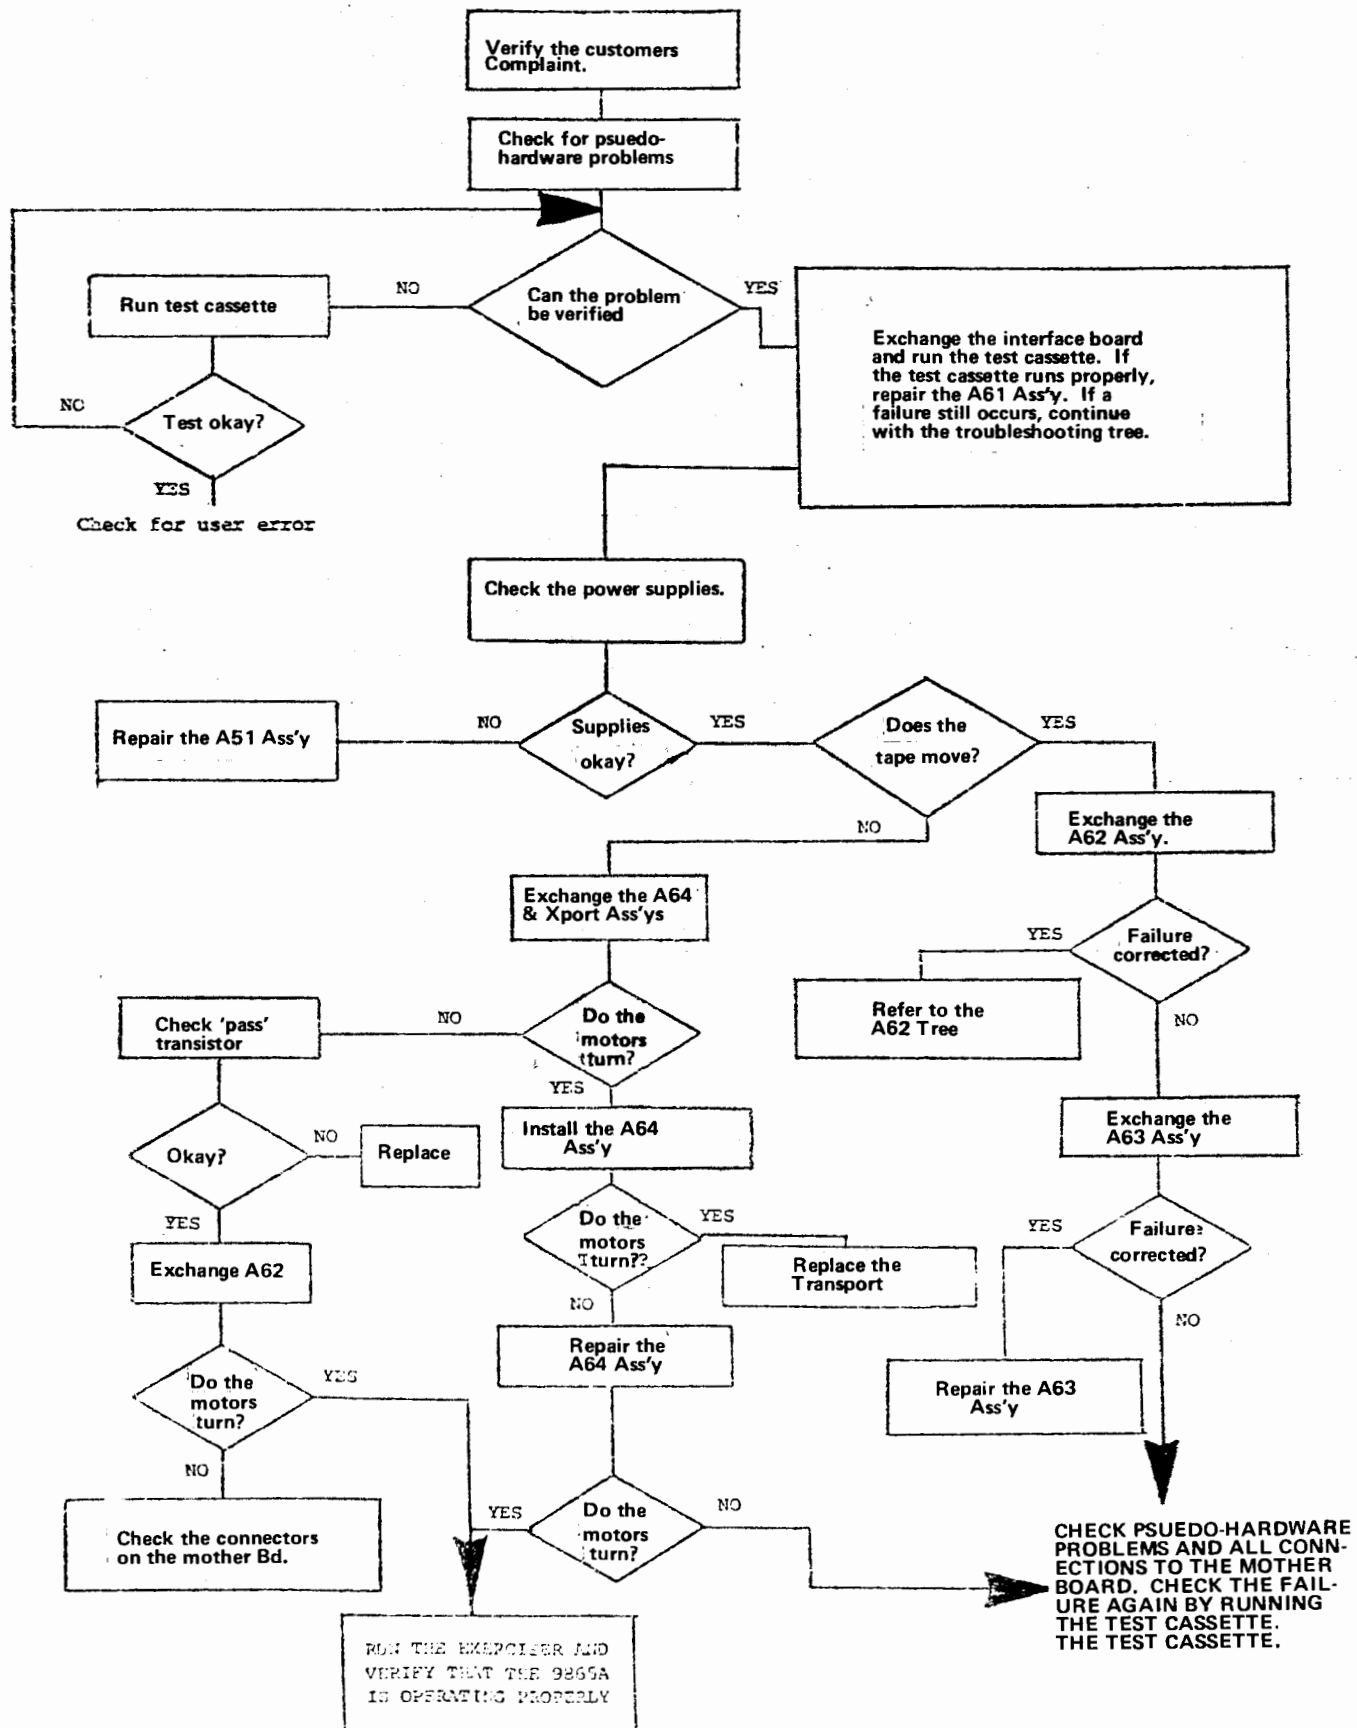 Verify the customers
Complaint.
Check for psuedo-
hardware problems
Can the problem
be verified
NO
YES
Run test cassette
Test okay?
NO
YES
Check for user error
Exchange the interface board
and run the test cassette. If
the test cassette runs properly,
repair the A61 Ass'y. If a
failure still occurs, continue
with the troubleshooting tree.
Check the power supplies.
Supplies
okay?
NO
YES
Repair the A51 Ass'y
Does the
tape move?
YES
NO
Exchange the
A62 Ass'y.
Exchange the A64
& Xport Ass'ys
Failure
corrected?
YES
NO
Refer to the
A62 Tree
Do the
motors
turn?
NO
YES
Check 'pass'
transistor
Okay?
NO
Replace
YES
Install the A64
Ass'y
Exchange the
A63 Ass'y
Do the
motors
turn??
YES
Replace the
Transport
NO
Failure
corrected?
YES
NO
Exchange A62
Repair the
A64 Ass'y
Repair the A63
Ass'y
Do the
motors
turn?
YES
NO
Check the connectors
on the mother Bd.
Do the
motors
turn?
YES
NO
CHECK PSUEDO-HARDWARE
PROBLEMS AND ALL CONN-
ECTIONS TO THE MOTHER
BOARD. CHECK THE FAIL-
URE AGAIN BY RUNNING
THE TEST CASSETTE.
THE TEST CASSETTE.
RUN THE EXERCISER AND
VERIFY THAT THE 9865A
IS OPERATING PROPERLY